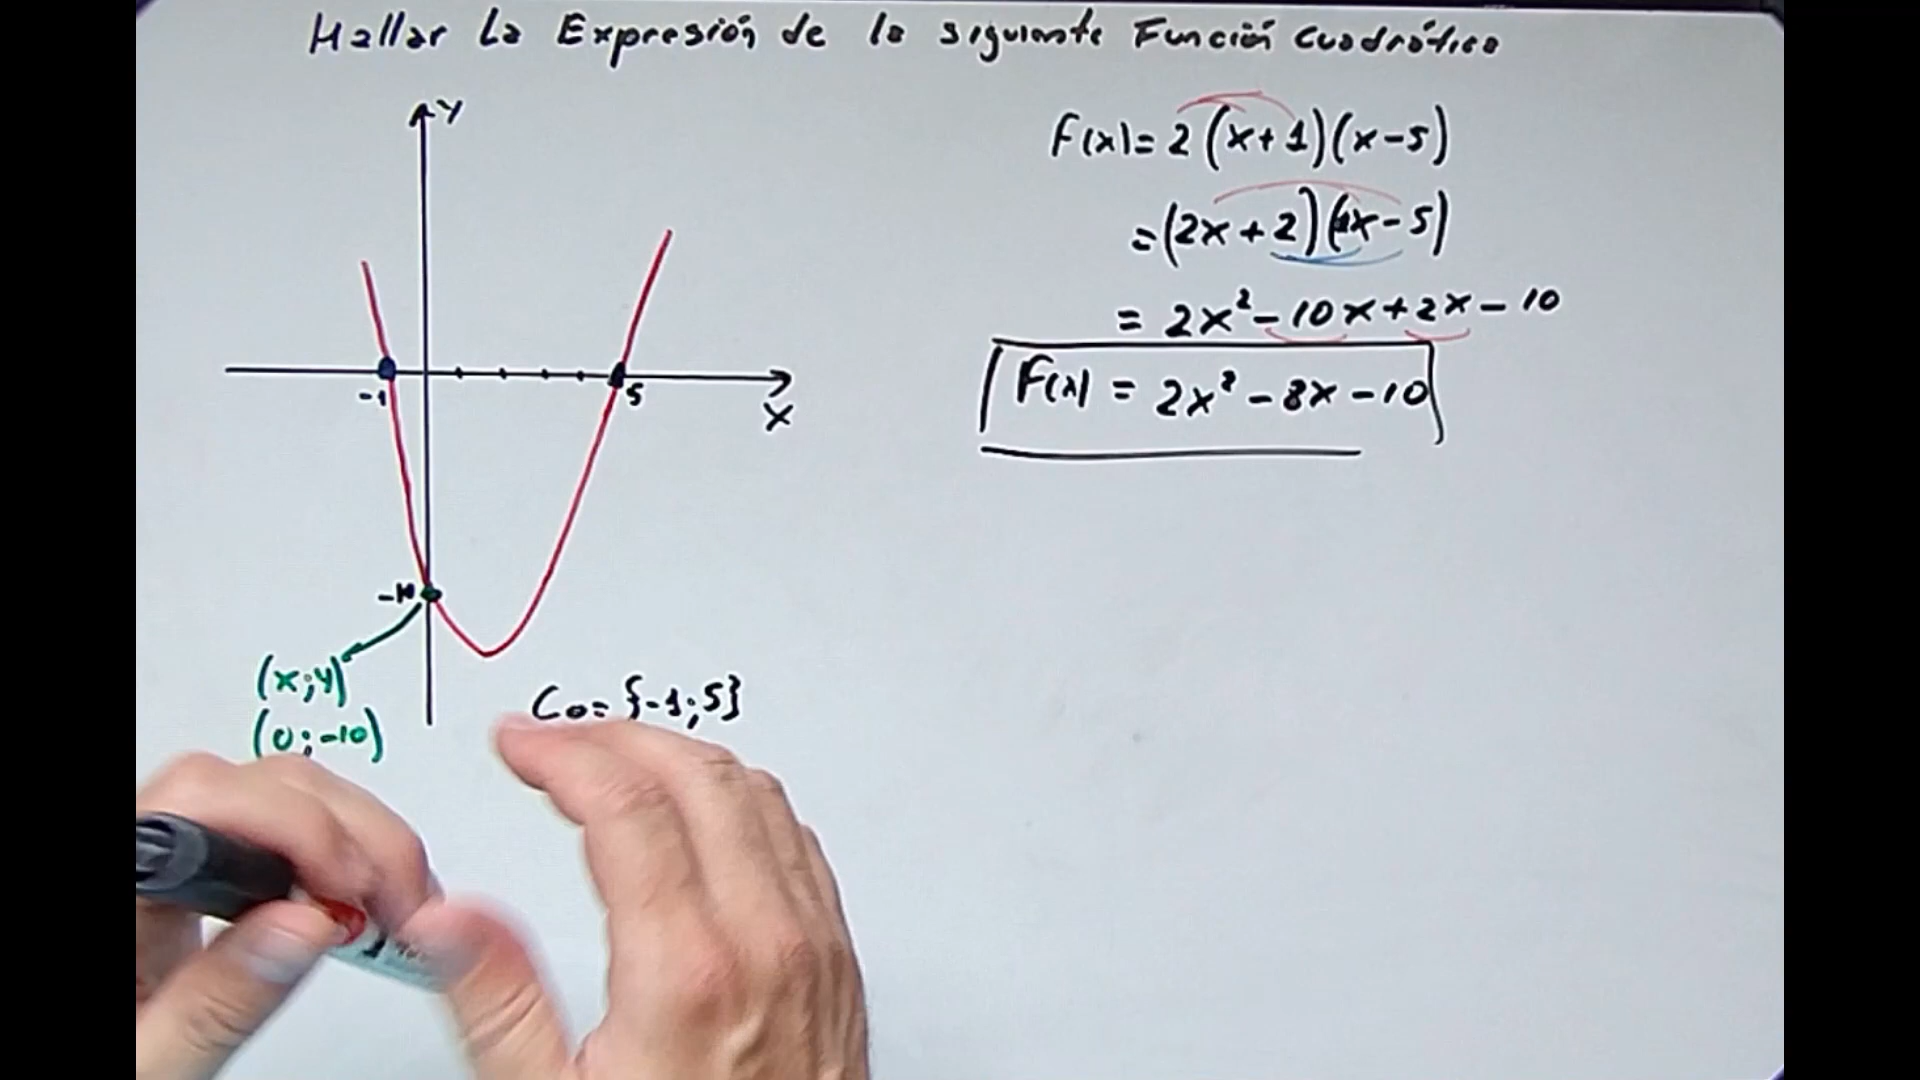 Hallar La Expresión de la siguiente Función Cuadrática
Y
-1
5
X
-10
(x;y)
(0;-10)
C0={-1;5}
F(x)=2(x+1)(x-5)
=(2x+2)(1x-5)
= 2x²-10x+2x-10
F(x) = 2x²-8x-10